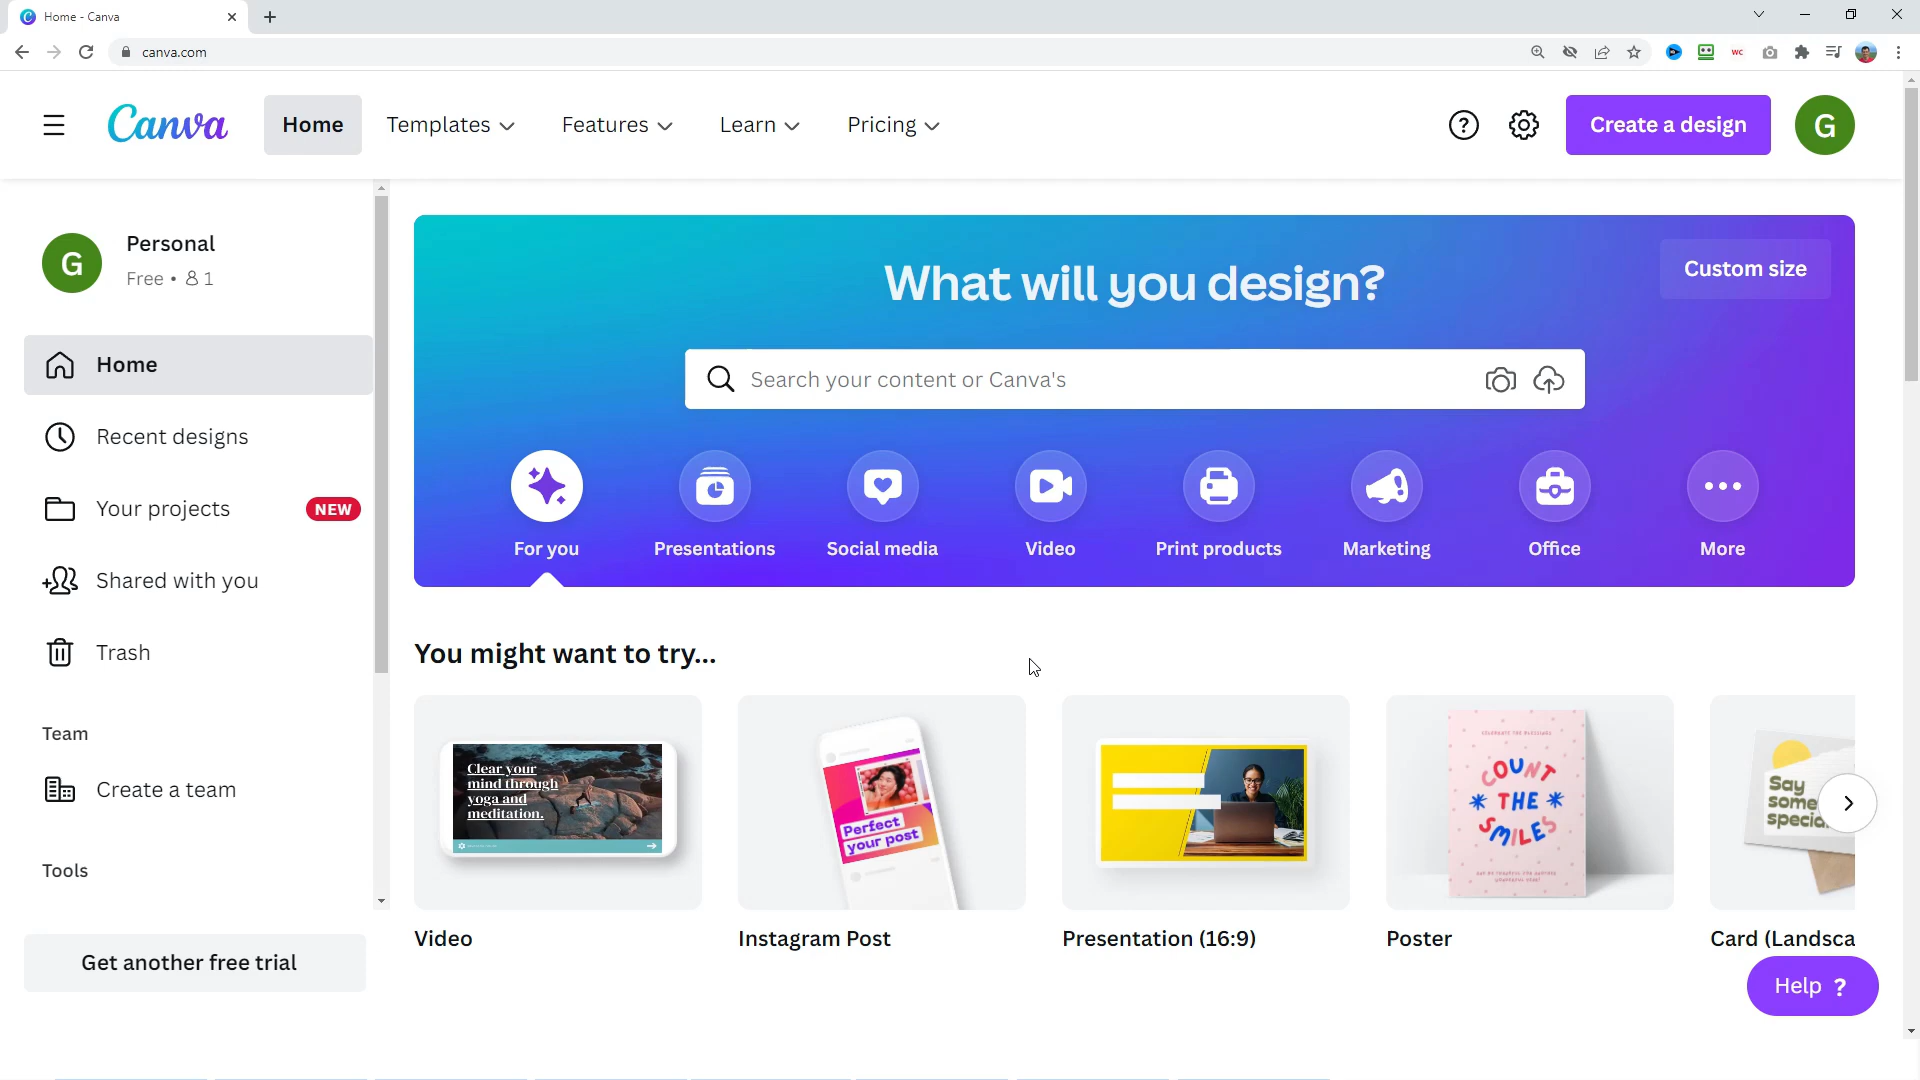 Home - Canva
canva.com
WC
Canva
Home
Templates
Features
Learn
Pricing
Create a design
G
G
Personal
Free • 1
Home
Recent designs
Your projects
NEW
Shared with you
Trash
Team
Create a team
Tools
Get another free trial
What will you design?
Custom size
Search your content or Canva's
For you
Presentations
Social media
Video
Print products
Marketing
Office
More
You might want to try...
Clear your
mind through
yoga and
meditation.
Video
Perfect
your post
Instagram Post
Presentation (16:9)
COUNT
* THE *
SMILES
Poster
Say
some
specia
Card (Landsca
Help ?